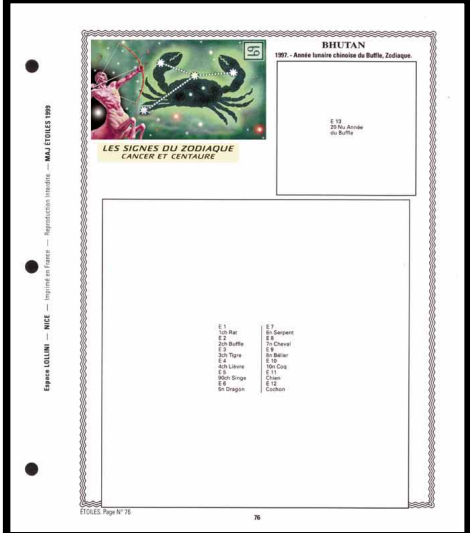 BHUTAN
1997. - Année lunaire chinoise du Buffle, Zodiaque.
LES SIGNES DU ZODIAQUE
CANCER ET CENTAURE
E 13
20 Nu Année
du Buffle
E 1
1ch Rat
E 2
2ch Buffle
E 3
3ch Tigre
E 4
4ch Lièvre
E 5
90ch Singe
E 6
5n Dragon
E 7
6n Serpent
E 8
7n Cheval
E 9
8n Bélier
E 10
10n Coq
E 11
Chien
E 12
Cochon
Espace LOLLINI — NICE — Imprimé en France — Reproduction interdite — MAJ ETOILES 1999
ÉTOILES. Page N° 76
76